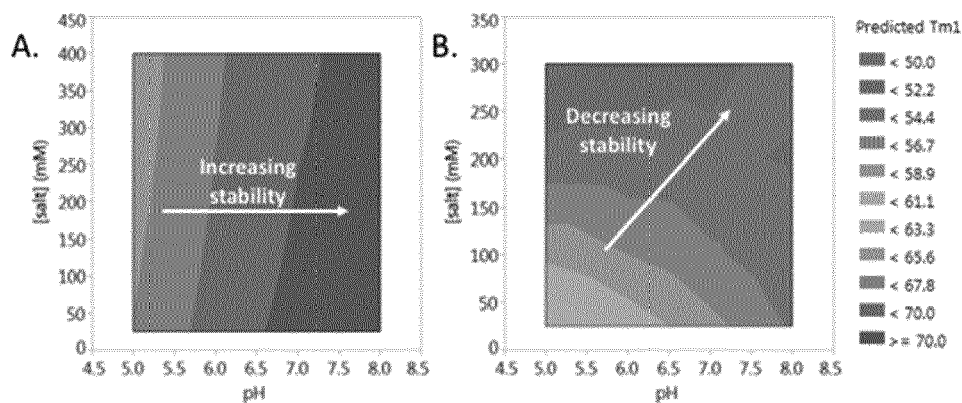 A.
450
400
350
300
250
200
150
100
50
0
[salt] (mM)
Increasing
stability
4.5 5.0 5.5 6.0 6.5 7.0 7.5 8.0 8.5
pH
B.
350
300
250
200
150
100
50
0
[salt] (mM)
Decreasing
stability
4.5 5.0 5.5 6.0 6.5 7.0 7.5 8.0 8.5
pH
Predicted Tm1
< 50.0
< 52.2
< 54.4
< 56.7
< 58.9
< 61.1
< 63.3
< 65.6
< 67.8
< 70.0
>= 70.0